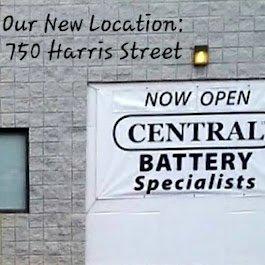 Our New Location:
750 Harris Street
NOW OPEN
CENTRAL
BATTERY
Specialists